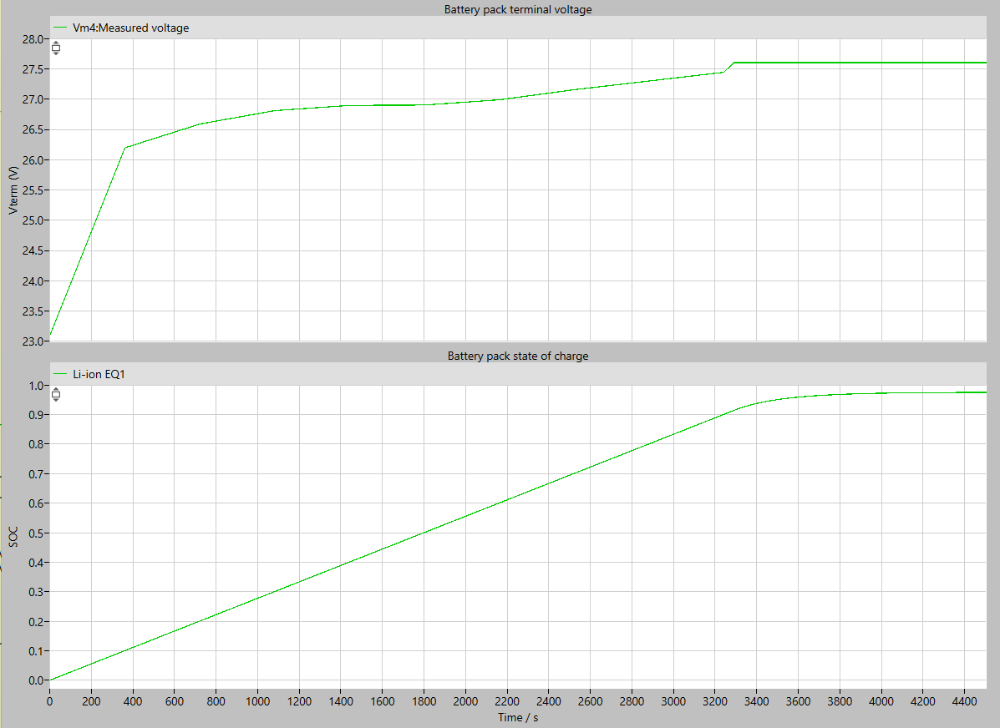 Battery pack terminal voltage
Vm4:Measured voltage
28.0
27.5
27.0
26.5
26.0
25.5
25.0
24.5
24.0
23.5
23.0
Vterm (V)
Battery pack state of charge
Li-ion EQ1
1.0
0.9
0.8
0.7
0.6
0.5
0.4
0.3
0.2
0.1
0.0
SOC
0 200 400 600 800 1000 1200 1400 1600 1800 2000 2200 2400 2600 2800 3000 3200 3400 3600 3800 4000 4200 4400
Time / s